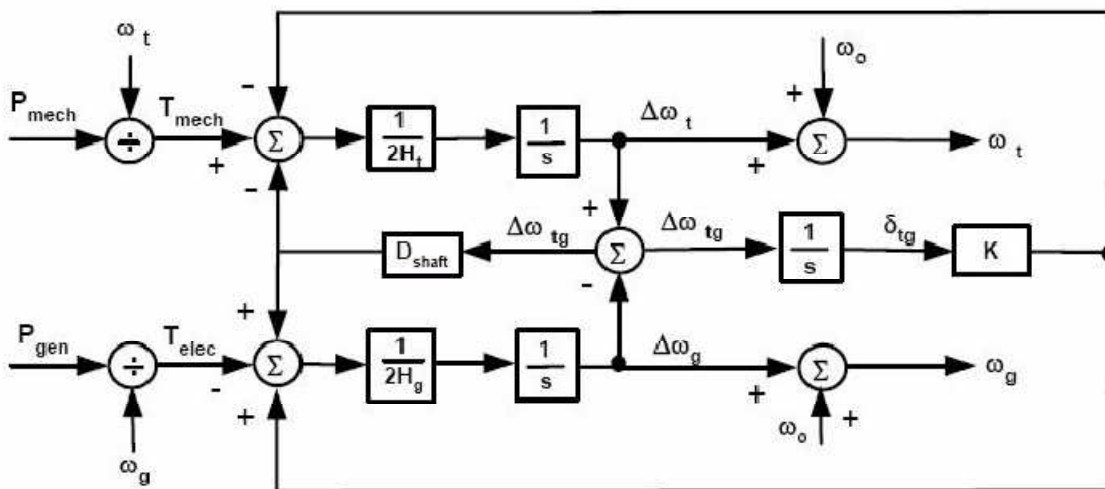 ω t
ω o
P mech
T mech
÷
Σ
1
2H t
1
s
Δω t
Σ
ω t
- + - + + +
D shaft
Δω tg
Σ
Δω tg
1
s
δ tg
K
-
P gen
T elec
÷
Σ
1
2H g
1
s
Δω g
Σ
ω g
+ - + + +
ω g
ω o